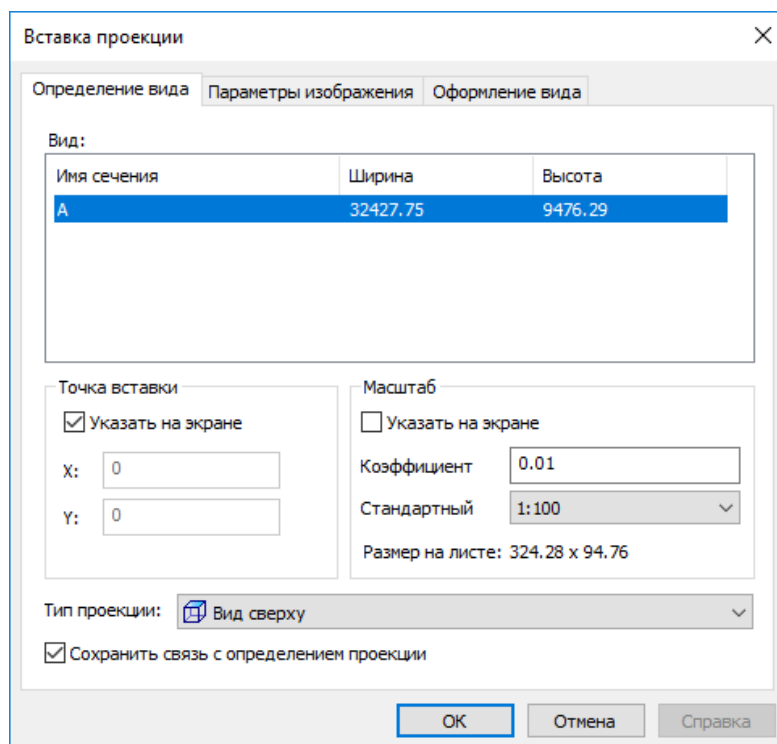 Вставка проекции
Определение вида Параметры изображения Оформление вида
Вид:
Имя сечения Ширина Высота
А 32427.75 9476.29
Точка вставки Масштаб
Указать на экране Указать на экране
X: 0 Коэффициент 0.01
Y: 0 Стандартный 1:100
Размер на листе: 324.28 x 94.76
Тип проекции: Вид сверху
Сохранить связь с определением проекции
ОК Отмена Справка